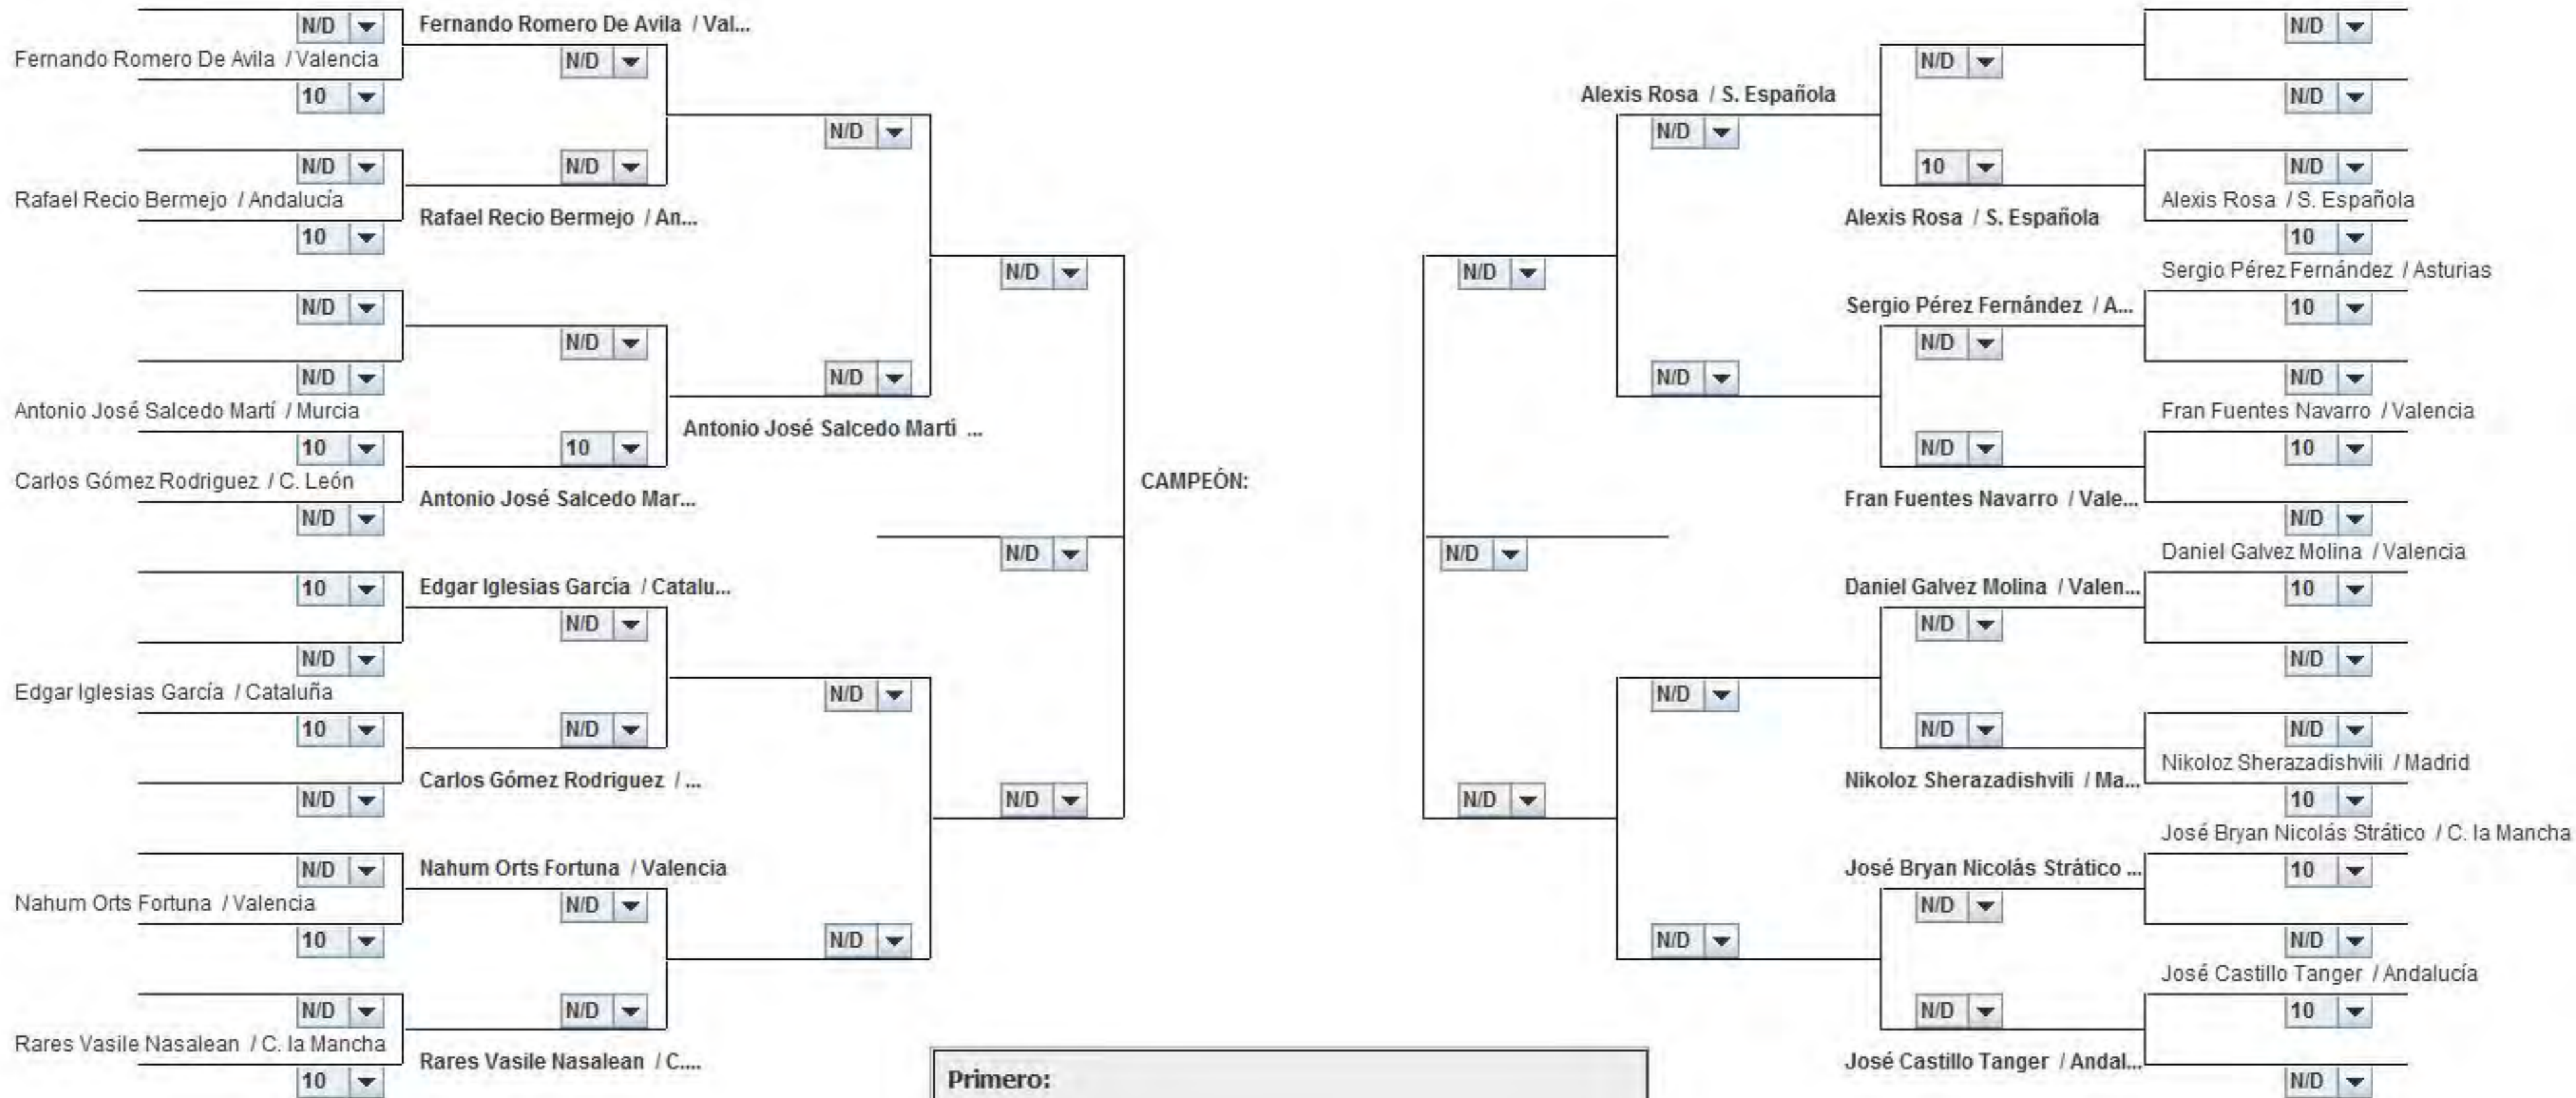 N/D
Fernando Romero De Avila / Valencia
10
N/D
Rafael Recio Bermejo / Andalucía
10
N/D
N/D
Antonio José Salcedo Martí / Murcia
10
Carlos Gómez Rodriguez / C. León
N/D
10
N/D
Edgar Iglesias García / Cataluña
10
N/D
N/D
Nahum Orts Fortuna / Valencia
10
N/D
Rares Vasile Nasalean / C. la Mancha
10
Fernando Romero De Avila / Val...
N/D
N/D
Rafael Recio Bermejo / An...
N/D
10
Antonio José Salcedo Mar...
Edgar Iglesias García / Catalu...
N/D
N/D
Carlos Gómez Rodriguez / ...
Nahum Orts Fortuna / Valencia
N/D
N/D
Rares Vasile Nasalean / C....
N/D
N/D
Antonio José Salcedo Martí ...
N/D
N/D
N/D
N/D
N/D
CAMPEÓN:
Primero:
N/D
N/D
N/D
Alexis Rosa / S. Española
N/D
N/D
N/D
N/D
N/D
10
Alexis Rosa / S. Española
Sergio Pérez Fernández / A...
N/D
N/D
Fran Fuentes Navarro / Vale...
Daniel Galvez Molina / Valen...
N/D
N/D
Nikoloz Sherazadishvili / Ma...
José Bryan Nicolás Strático ...
N/D
N/D
José Castillo Tanger / Andal...
N/D
N/D
N/D
Alexis Rosa / S. Española
10
Sergio Pérez Fernández / Asturias
10
N/D
Fran Fuentes Navarro / Valencia
10
N/D
Daniel Galvez Molina / Valencia
10
N/D
N/D
Nikoloz Sherazadishvili / Madrid
10
José Bryan Nicolás Strático / C. la Mancha
10
N/D
José Castillo Tanger / Andalucía
10
N/D